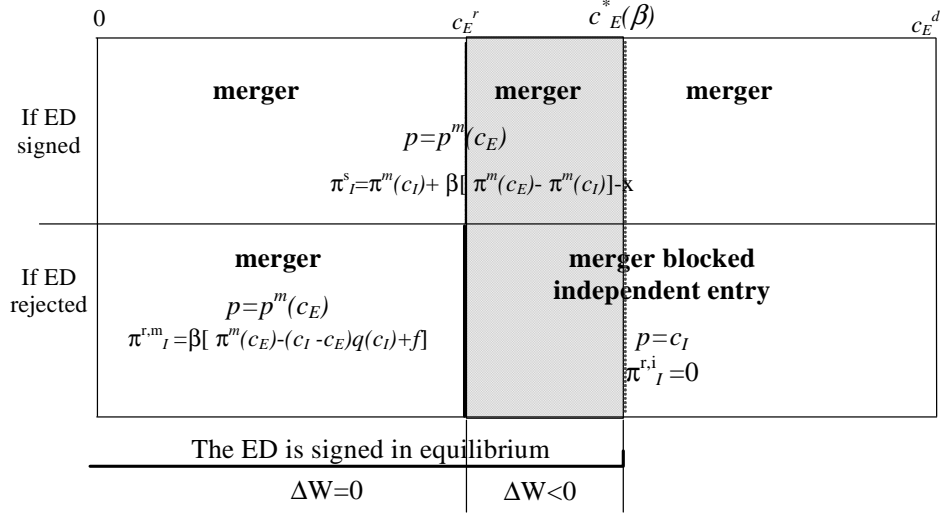 0 c_E^r c^*_E(β) c_E^d
merger merger merger
If ED
signed
p=p^m(c_E)
π^s_I=π^m(c_I)+ β[ π^m(c_E)- π^m(c_I)]-x
If ED
rejected
merger
p=p^m(c_E)
π^{r,m}_I =β[ π^m(c_E)-(c_I -c_E)q(c_I)+f]
merger blocked
independent entry
p=c_I
π^{r,i}_I =0
The ED is signed in equilibrium
ΔW=0 ΔW<0